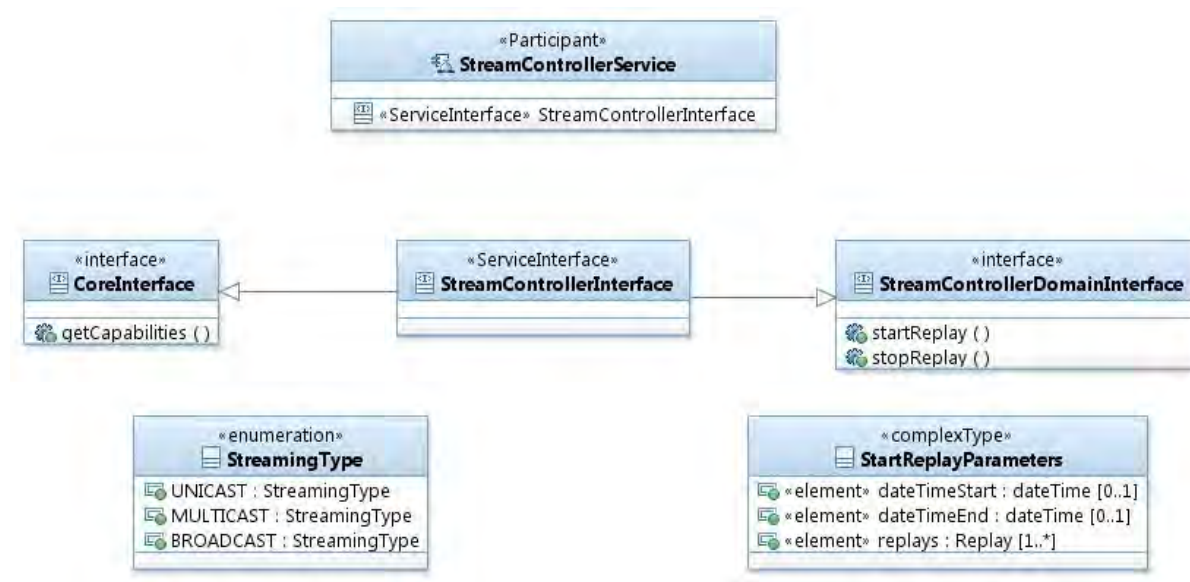 «Participant»
StreamControllerService
«ServiceInterface» StreamControllerInterface
«interface»
CoreInterface
getCapabilities ( )
«ServiceInterface»
StreamControllerInterface
«interface»
StreamControllerDomainInterface
startReplay ( )
stopReplay ( )
«enumeration»
StreamingType
UNICAST : StreamingType
MULTICAST : StreamingType
BROADCAST : StreamingType
«complexType»
StartReplayParameters
«element» dateTimeStart : dateTime [0..1]
«element» dateTimeEnd : dateTime [0..1]
«element» replays : Replay [1..*]